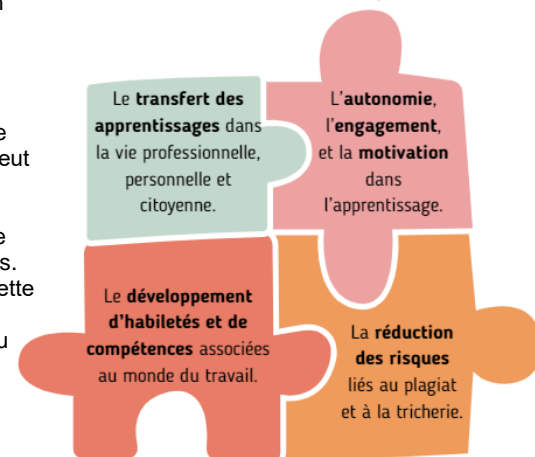 eut
s.
ette
Le transfert des
apprentissages dans
la vie professionnelle,
personnelle et
citoyenne.
L'autonomie,
l'engagement,
et la motivation
dans
l'apprentissage.
Le développement
d'habiletés et de
compétences associées
au monde du travail.
La réduction
des risques
liés au plagiat
et à la tricherie.